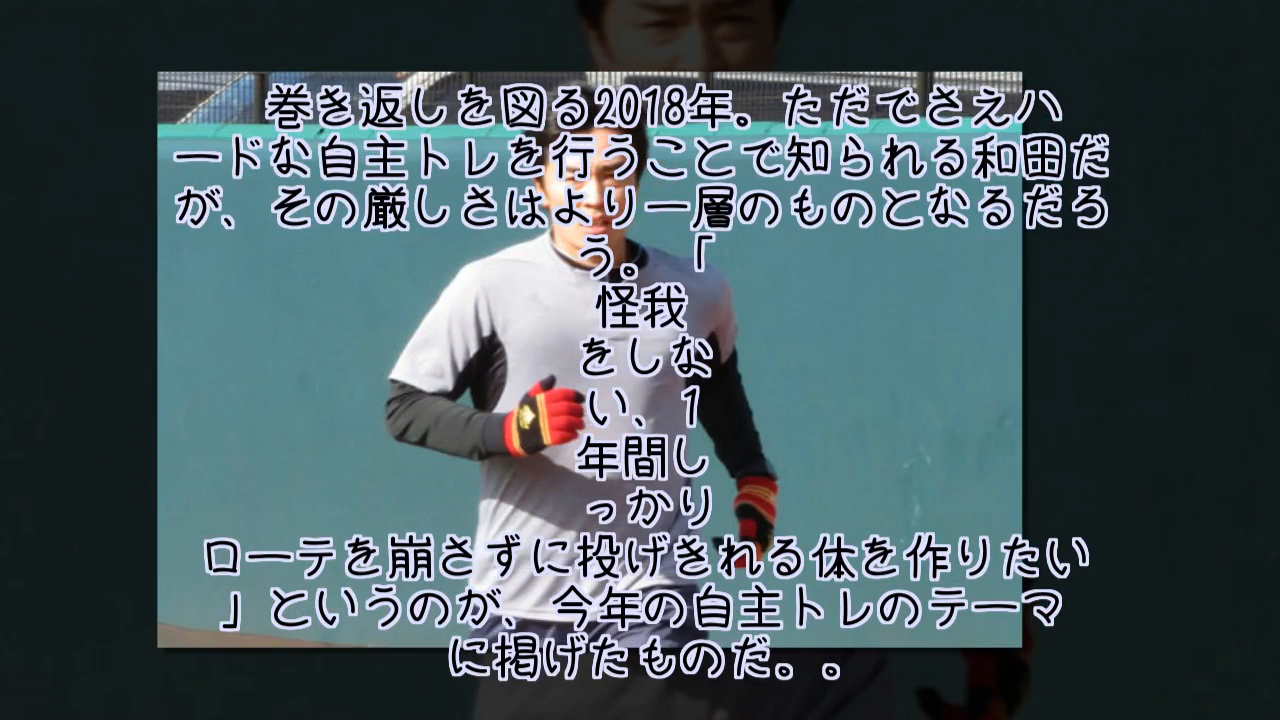 巻き返しを図る2018年。ただでさえハ
ードな自主トレを行うことで知られる和田だ
が、その厳しさはより一層のものとなるだろ
う。「
怪我
をしな
い、1
年間し
っかり
ローテを崩さずに投げきれる体を作りたい
」というのが、今年の自主トレのテーマ
に掲げたものだ。。